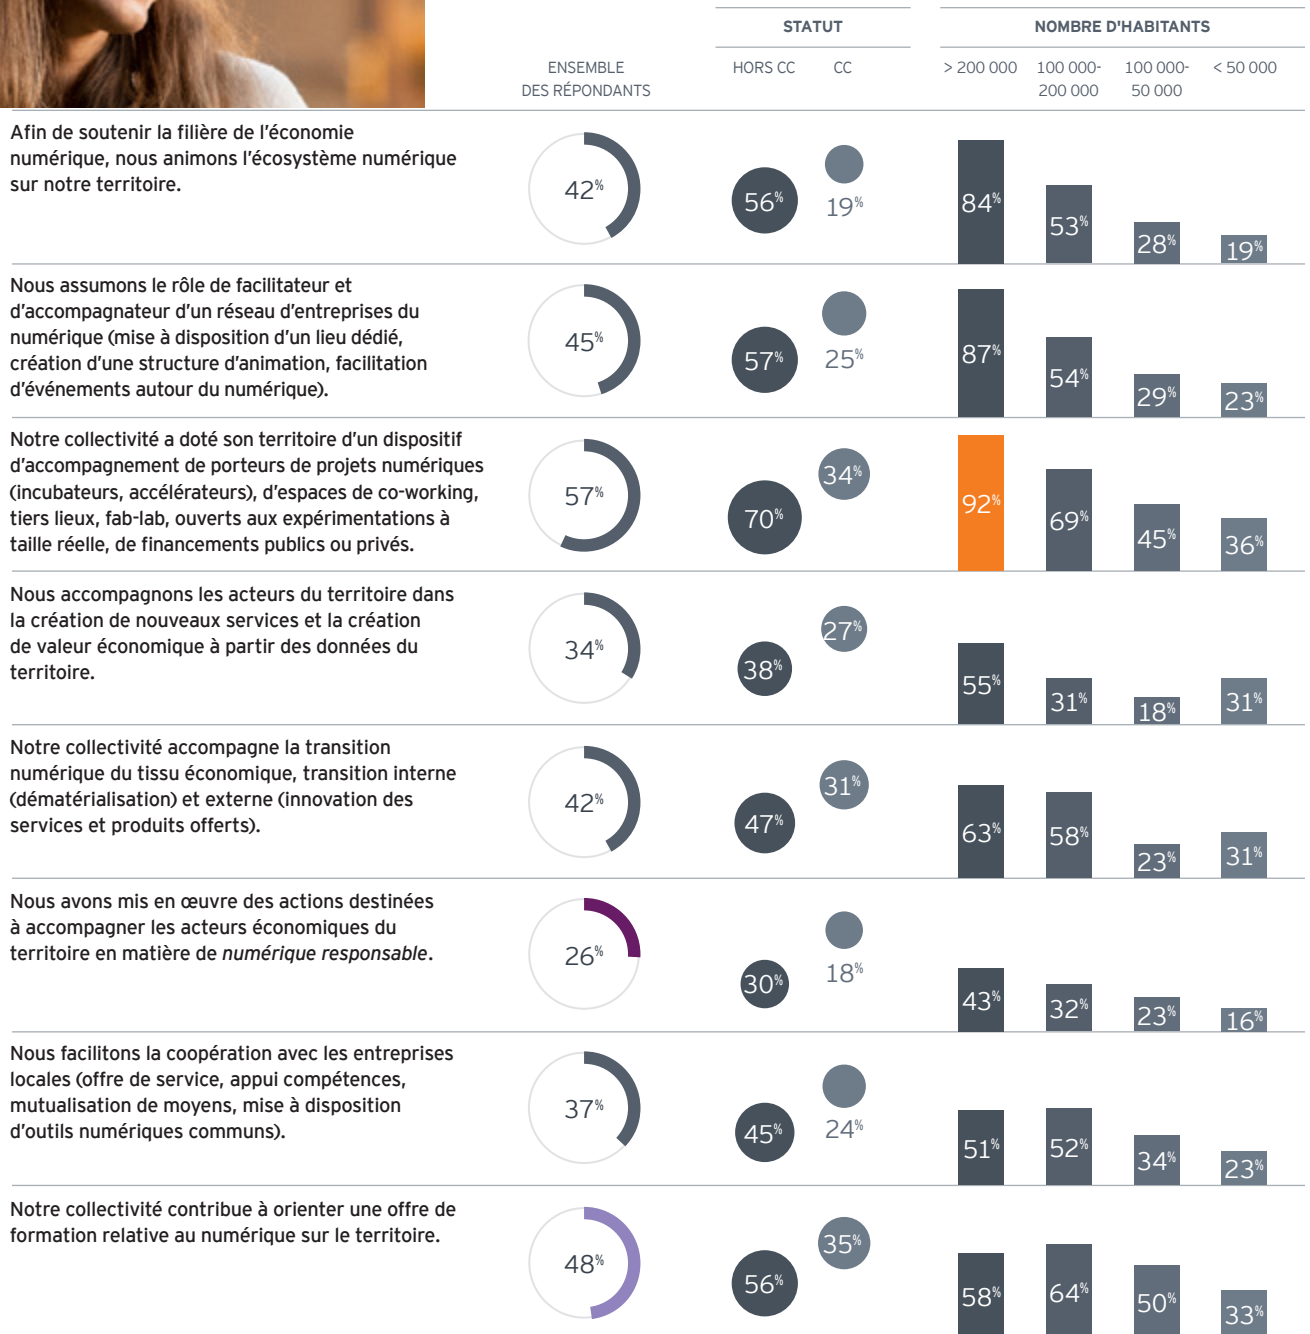 STATUT
NOMBRE D'HABITANTS
ENSEMBLE
DES RÉPONDANTS
HORS CC
CC
> 200 000
100 000-
200 000
100 000-
50 000
< 50 000
Afin de soutenir la filière de l'économie
numérique, nous animons l'écosystème numérique
sur notre territoire.
42%
56%
19%
84%
53%
28%
19%
Nous assumons le rôle de facilitateur et
d'accompagnateur d'un réseau d'entreprises du
numérique (mise à disposition d'un lieu dédié,
création d'une structure d'animation, facilitation
d'événements autour du numérique).
45%
57%
25%
87%
54%
29%
23%
Notre collectivité a doté son territoire d'un dispositif
d'accompagnement de porteurs de projets numériques
(incubateurs, accélérateurs), d'espaces de co-working,
tiers lieux, fab-lab, ouverts aux expérimentations à
taille réelle, de financements publics ou privés.
57%
70%
34%
92%
69%
45%
36%
Nous accompagnons les acteurs du territoire dans
la création de nouveaux services et la création
de valeur économique à partir des données du
territoire.
34%
38%
27%
55%
31%
18%
31%
Notre collectivité accompagne la transition
numérique du tissu économique, transition interne
(dématérialisation) et externe (innovation des
services et produits offerts).
42%
47%
31%
63%
58%
23%
31%
Nous avons mis en œuvre des actions destinées
à accompagner les acteurs économiques du
territoire en matière de numérique responsable.
26%
30%
18%
43%
32%
23%
16%
Nous facilitons la coopération avec les entreprises
locales (offre de service, appui compétences,
mutualisation de moyens, mise à disposition
d'outils numériques communs).
37%
45%
24%
51%
52%
34%
23%
Notre collectivité contribue à orienter une offre de
formation relative au numérique sur le territoire.
48%
56%
35%
58%
64%
50%
33%